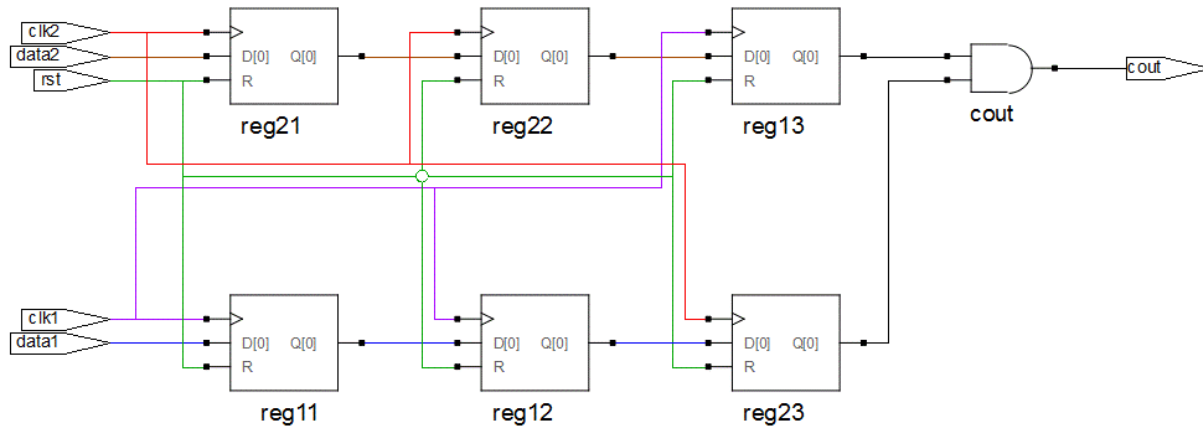 clk2
data2
rst
D[0] Q[0]
R
reg21
D[0] Q[0]
R
reg22
D[0] Q[0]
R
reg13
cout
cout
clk1
data1
D[0] Q[0]
R
reg11
D[0] Q[0]
R
reg12
D[0] Q[0]
R
reg23